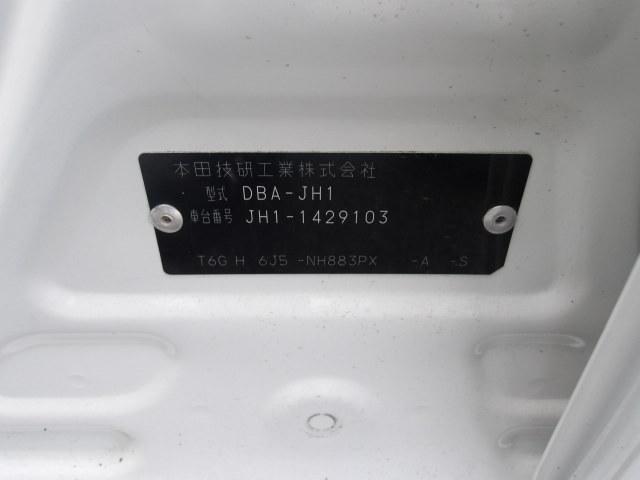 本田技研工業株式会社
型式 DBA-JH1
車台番号 JH1-1429103
T6G H 6J5 -NH883PX -A -S